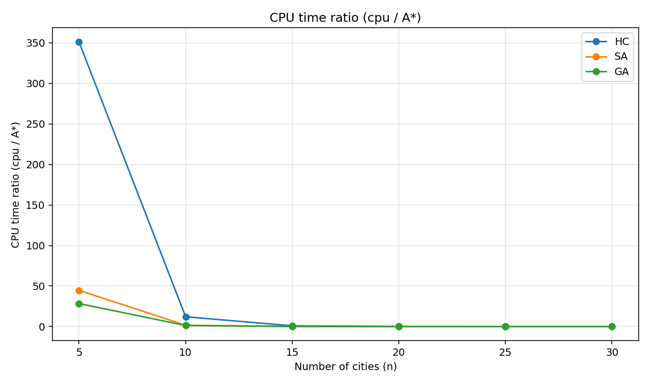 CPU time ratio (cpu / A*)
HC
SA
GA
350
300
250
200
150
100
50
0
CPU time ratio (cpu / A*)
5 10 15 20 25 30
Number of cities (n)